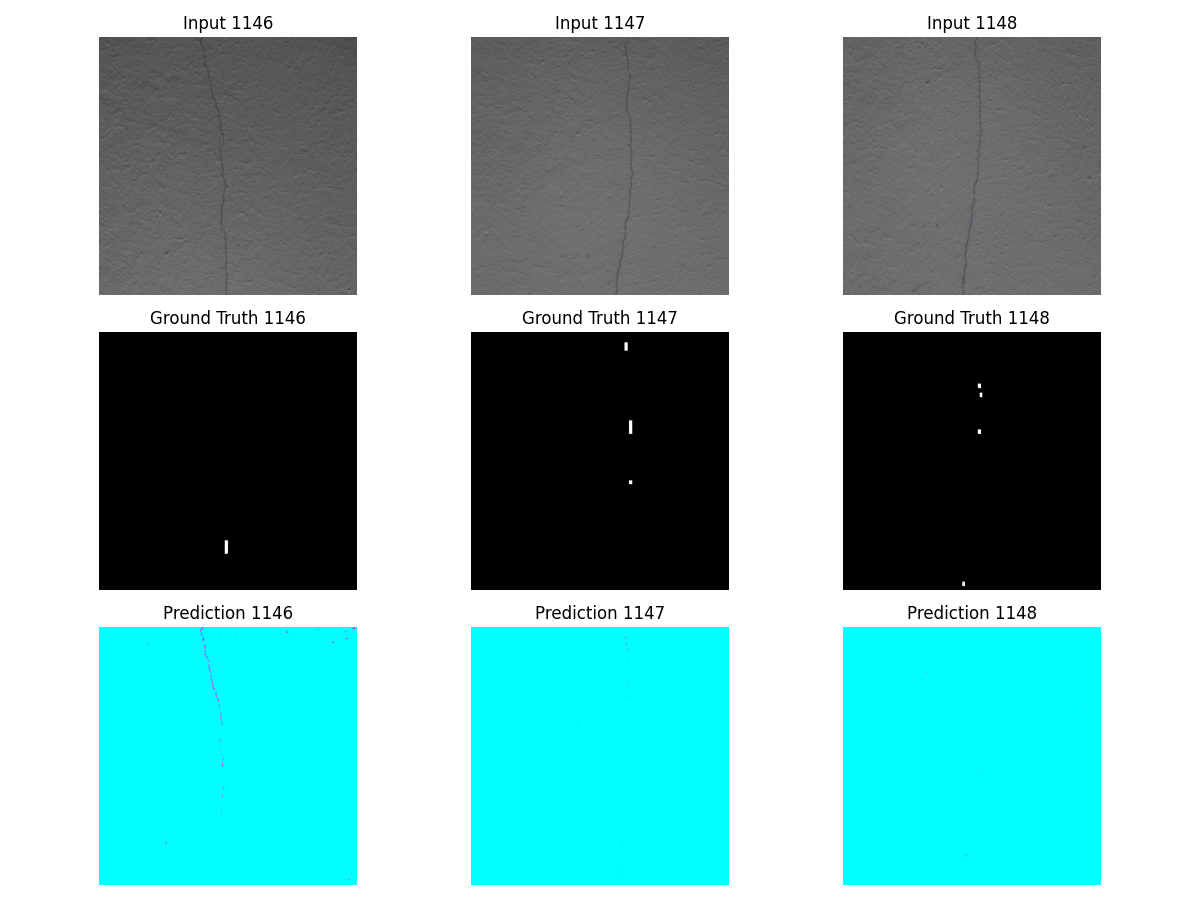 Input 1146
Input 1147
Input 1148
Ground Truth 1146
Ground Truth 1147
Ground Truth 1148
Prediction 1146
Prediction 1147
Prediction 1148